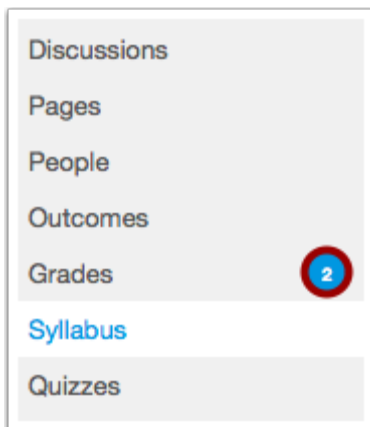 Discussions
Pages
People
Outcomes
Grades 2
Syllabus
Quizzes